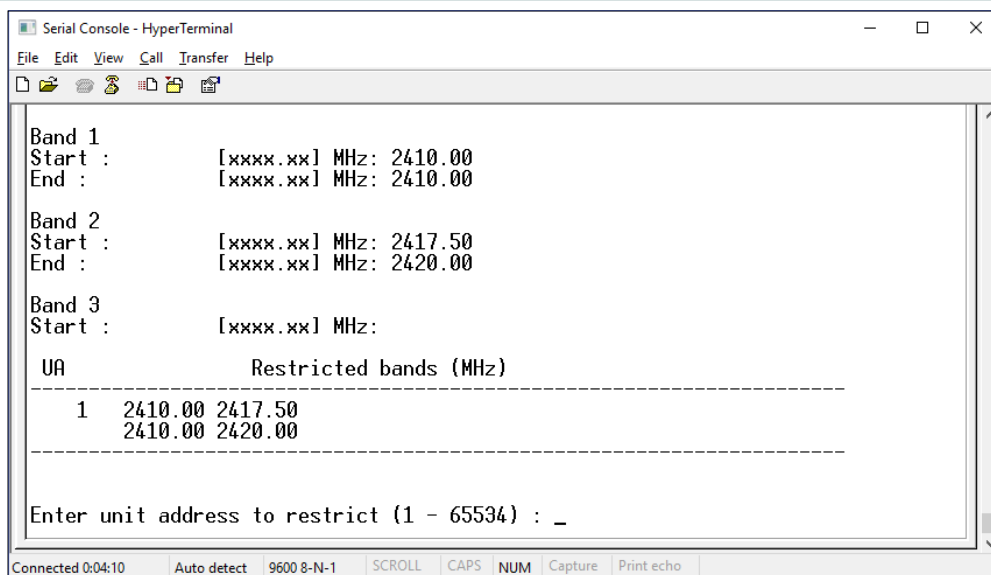 Serial Console - HyperTerminal
File Edit View Call Transfer Help
Band 1
Start : [xxxx.xx] MHz: 2410.00
End : [xxxx.xx] MHz: 2410.00
Band 2
Start : [xxxx.xx] MHz: 2417.50
End : [xxxx.xx] MHz: 2420.00
Band 3
Start : [xxxx.xx] MHz:
UA Restricted bands (MHz)
--------------------------------------------------------------------
1 2410.00 2417.50
2410.00 2420.00
--------------------------------------------------------------------
Enter unit address to restrict (1 - 65534) : _
Connected 0:04:10 Auto detect 9600 8-N-1 SCROLL CAPS NUM Capture Print echo